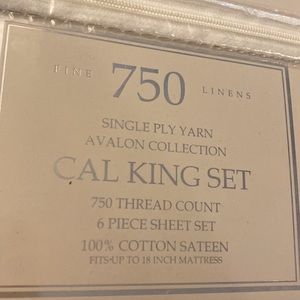 FINE 750 LINENS
SINGLE PLY YARN
AVALON COLLECTION
CAL KING SET
750 THREAD COUNT
6 PIECE SHEET SET
100% COTTON SATEEN
FITS UP TO 18 INCH MATTRESS